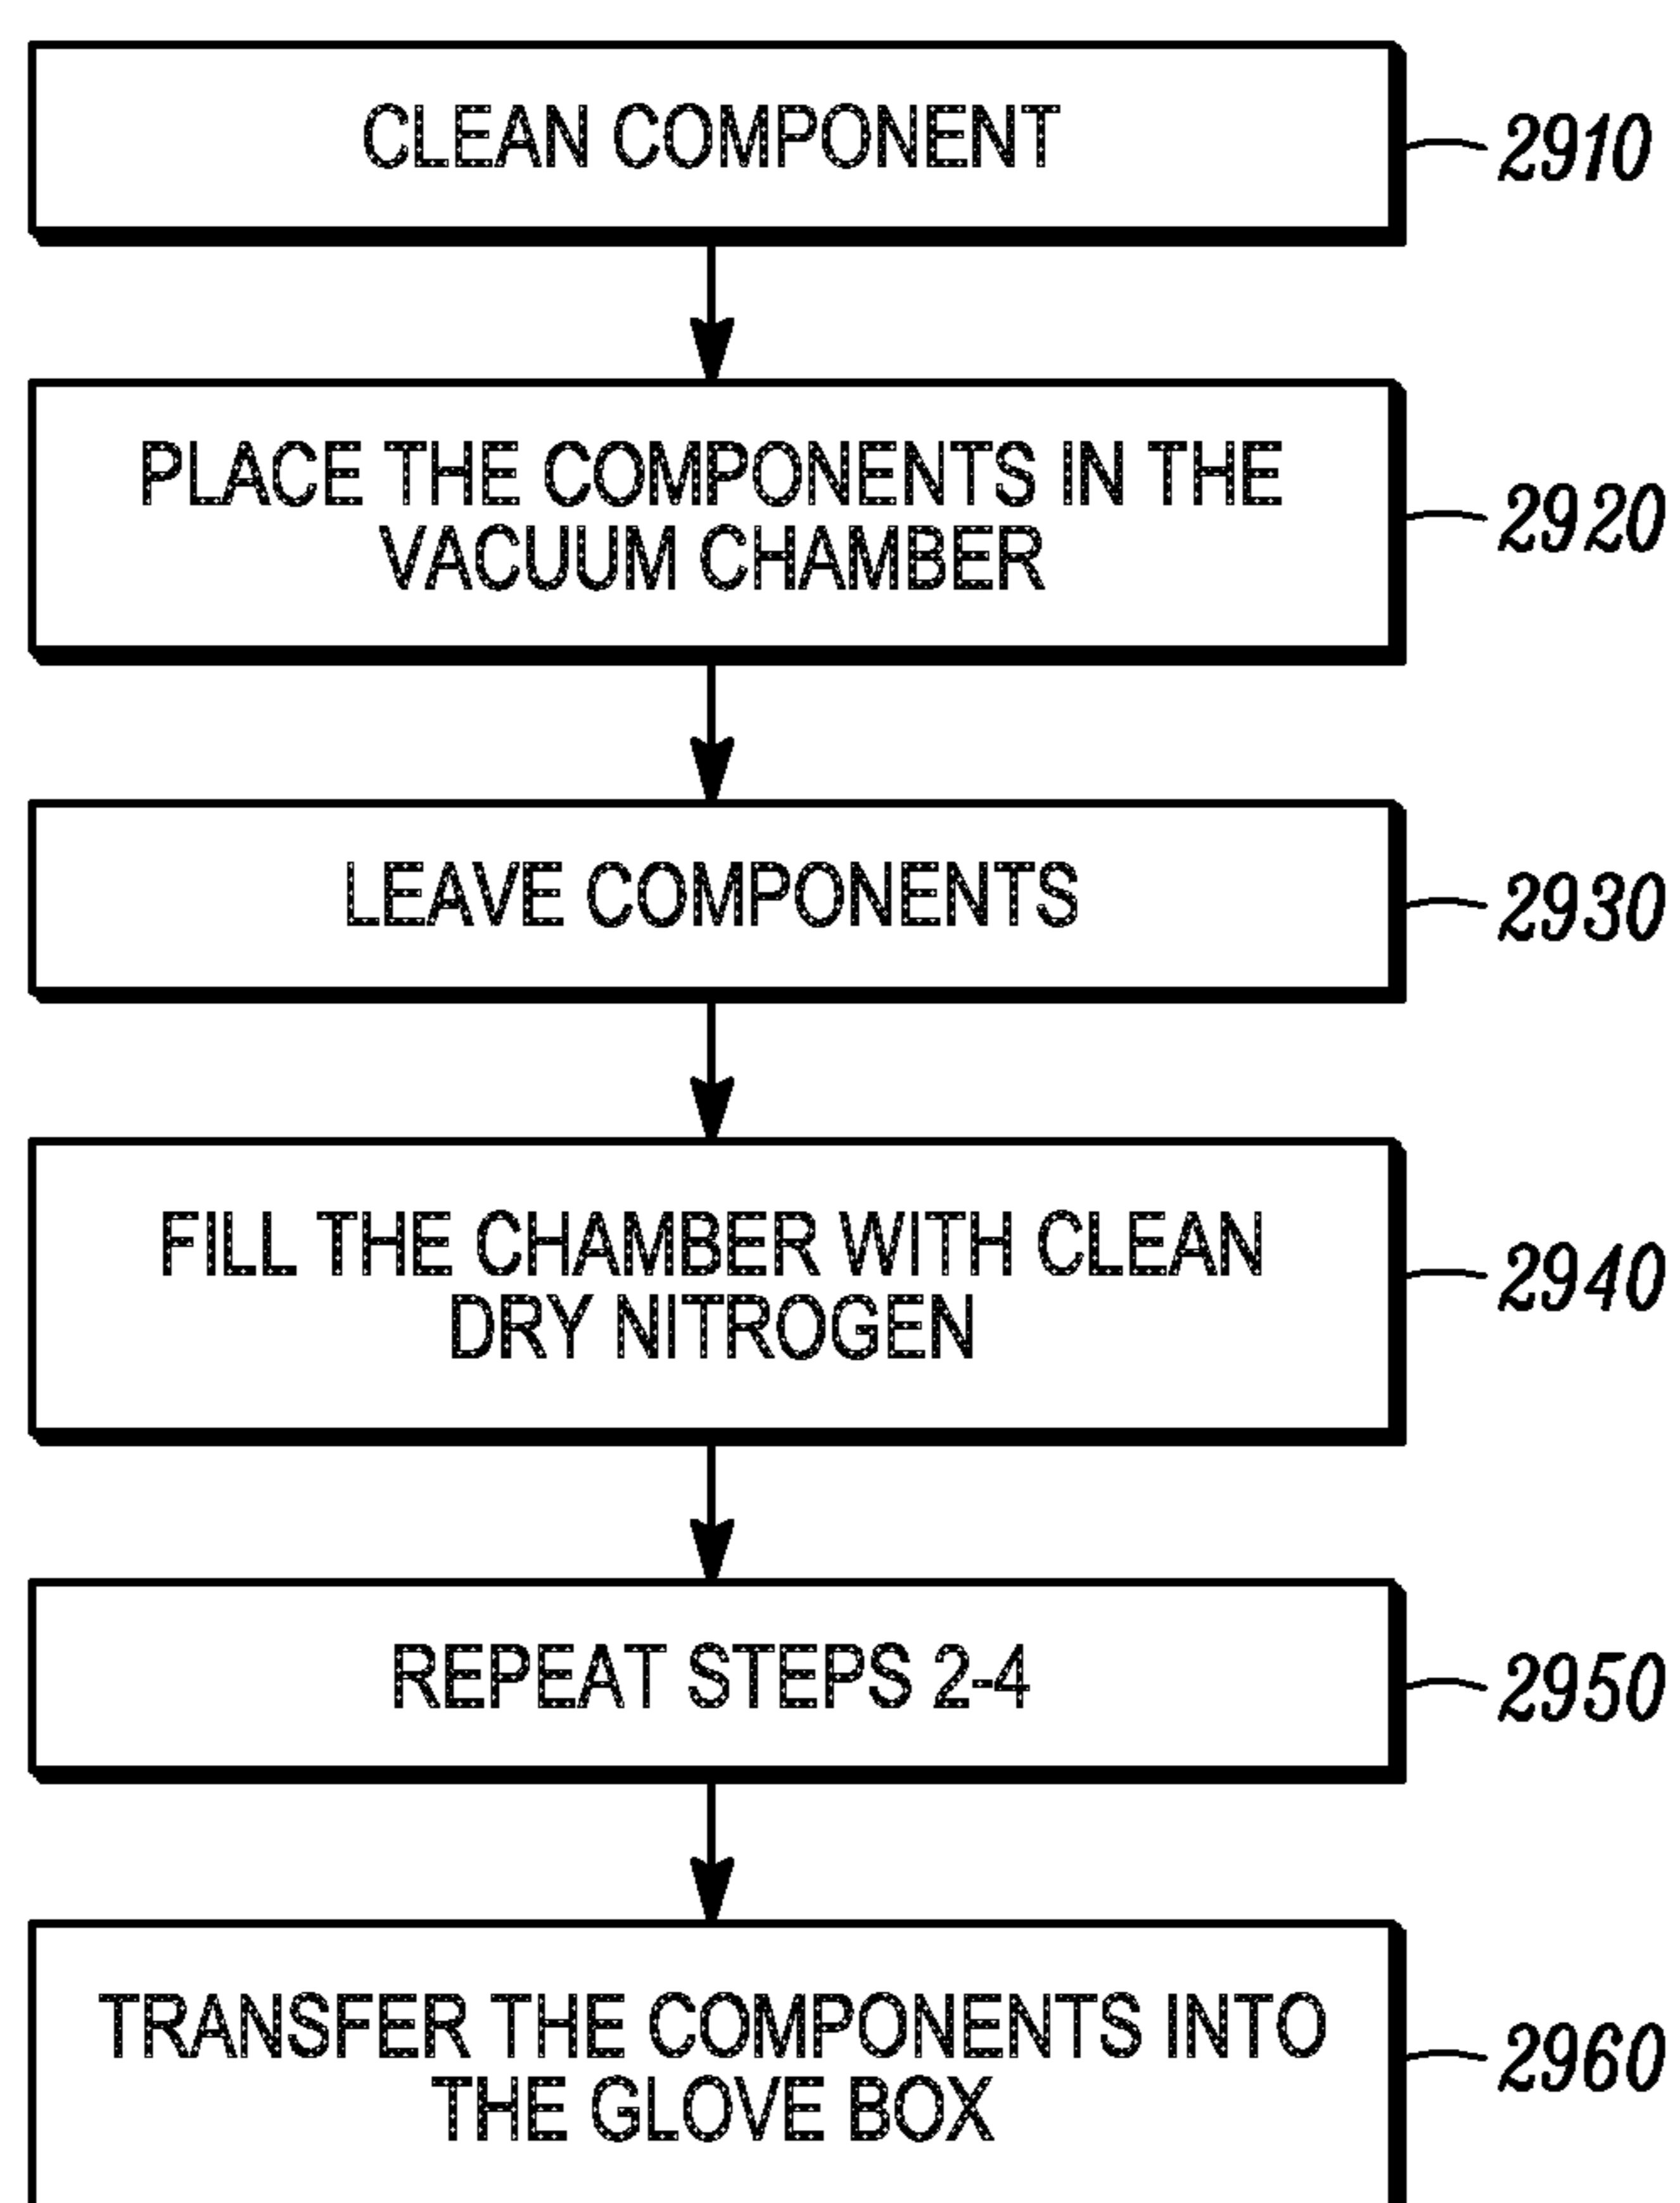 CLEAN COMPONENT
2910
PLACE THE COMPONENTS IN THE
VACUUM CHAMBER
2920
LEAVE COMPONENTS
2930
FILL THE CHAMBER WITH CLEAN
DRY NITROGEN
2940
REPEAT STEPS 2-4
2950
TRANSFER THE COMPONENTS INTO
THE GLOVE BOX
2960